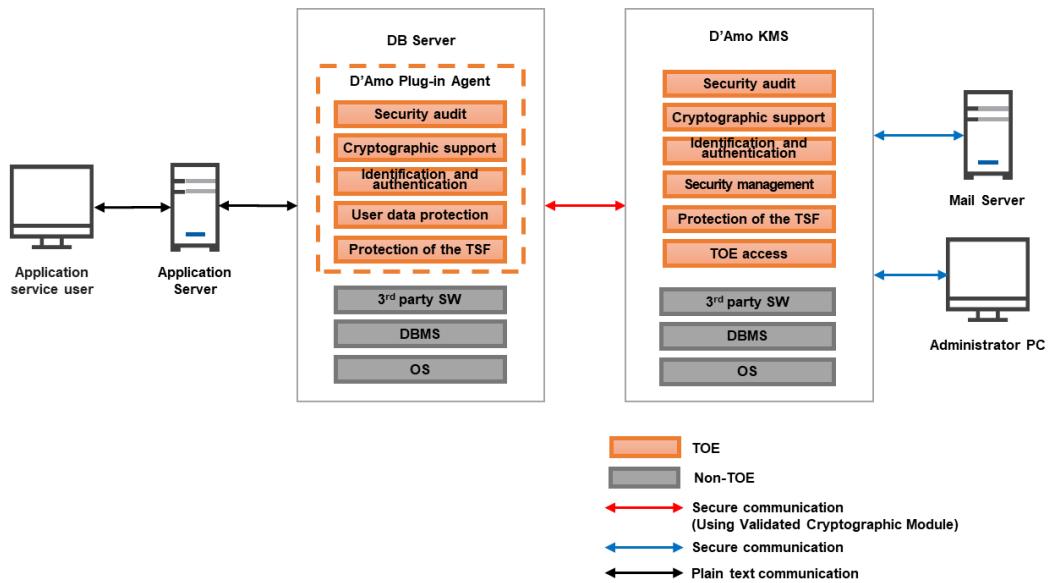 DB Server
D'Amo Plug-in Agent
Security audit
Cryptographic support
Identification and
authentication
User data protection
Protection of the TSF
3rd party SW
DBMS
OS
D'Amo KMS
Security audit
Cryptographic support
Identification and
authentication
Security management
Protection of the TSF
TOE access
3rd party SW
DBMS
OS
Application
service user
Application
Server
Mail Server
Administrator PC
TOE
Non-TOE
Secure communication
(Using Validated Cryptographic Module)
Secure communication
Plain text communication